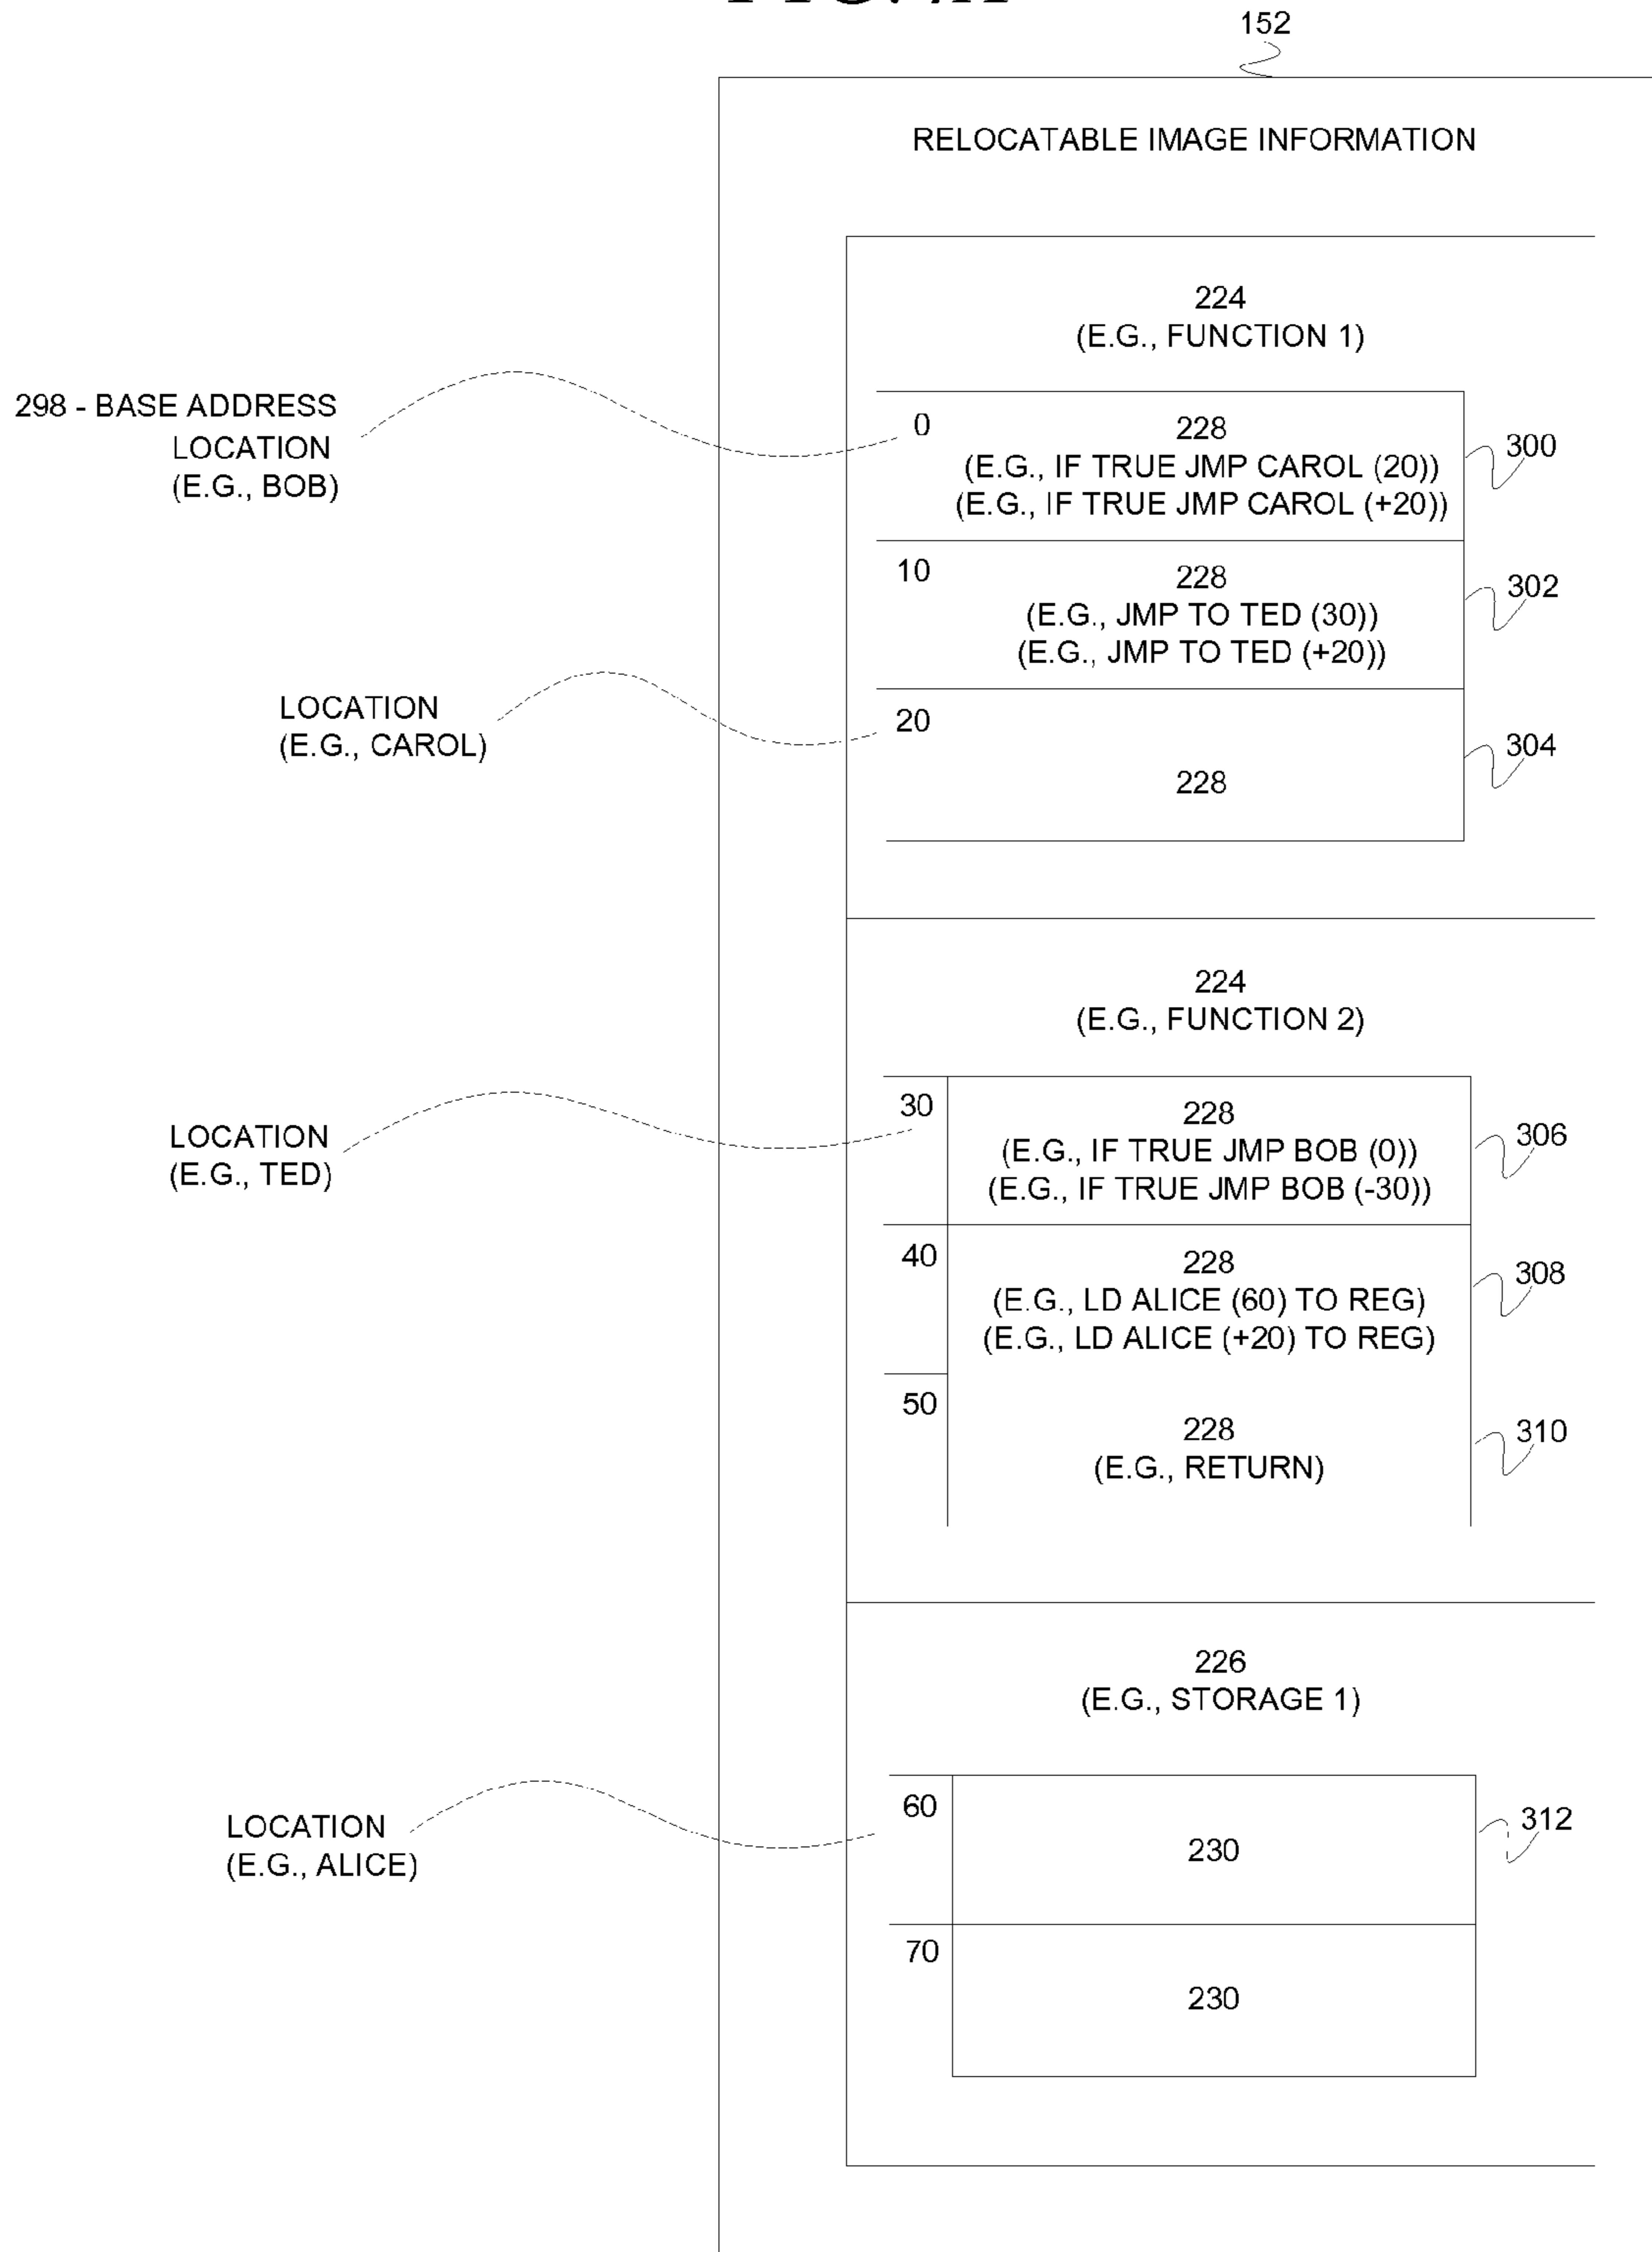 152
RELOCATABLE IMAGE INFORMATION
224
(E.G., FUNCTION 1)
298 - BASE ADDRESS
LOCATION
(E.G., BOB)
0
228
(E.G., IF TRUE JMP CAROL (20))
(E.G., IF TRUE JMP CAROL (+20))
300
10
228
(E.G., JMP TO TED (30))
(E.G., JMP TO TED (+20))
302
LOCATION
(E.G., CAROL)
20
228
304
224
(E.G., FUNCTION 2)
LOCATION
(E.G., TED)
30
228
(E.G., IF TRUE JMP BOB (0))
(E.G., IF TRUE JMP BOB (-30))
306
40
228
(E.G., LD ALICE (60) TO REG)
(E.G., LD ALICE (+20) TO REG)
308
50
228
(E.G., RETURN)
310
226
(E.G., STORAGE 1)
LOCATION
(E.G., ALICE)
60
230
312
70
230